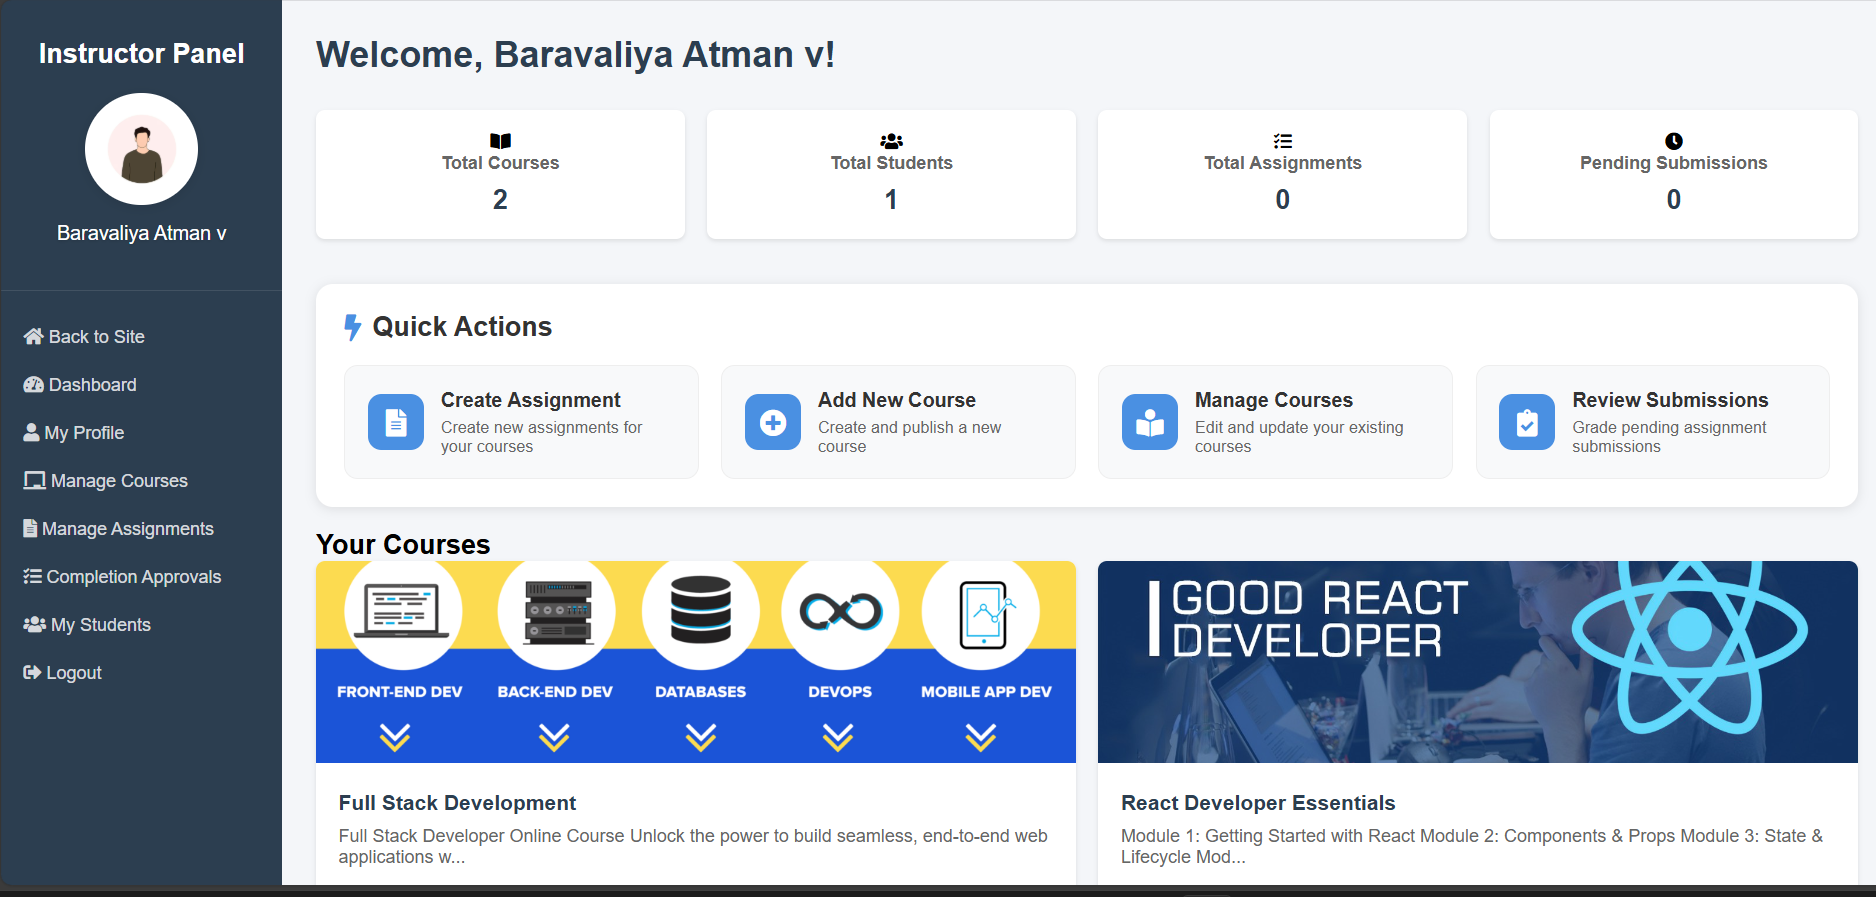 Instructor Panel
Baravaliya Atman v
Back to Site
Dashboard
My Profile
Manage Courses
Manage Assignments
Completion Approvals
My Students
Logout
Welcome, Baravaliya Atman v!
Total Courses
2
Total Students
1
Total Assignments
0
Pending Submissions
0
Quick Actions
Create Assignment
Create new assignments for
your courses
Add New Course
Create and publish a new
course
Manage Courses
Edit and update your existing
courses
Review Submissions
Grade pending assignment
submissions
Your Courses
FRONT-END DEV
BACK-END DEV
DATABASES
DEVOPS
MOBILE APP DEV
Full Stack Development
Full Stack Developer Online Course Unlock the power to build seamless, end-to-end web
applications w...
GOOD REACT
DEVELOPER
React Developer Essentials
Module 1: Getting Started with React Module 2: Components & Props Module 3: State &
Lifecycle Mod...